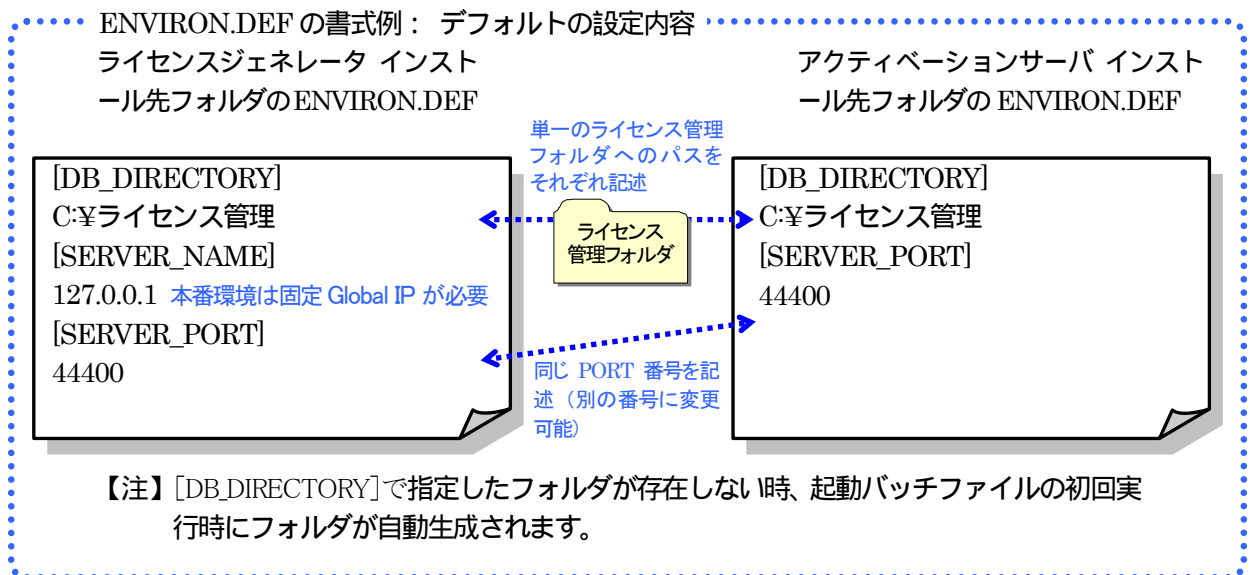 ENVIRON.DEF の書式例： デフォルトの設定内容
ライセンスジェネレータ インスト
ール先フォルダのENVIRON.DEF
アクティベーションサーバ インスト
ール先フォルダの ENVIRON.DEF
単一のライセンス管理
フォルダへのパスを
それぞれ記述
[DB_DIRECTORY]
C:¥ライセンス管理
[SERVER_NAME]
127.0.0.1 本番環境は固定 Global IP が必要
[SERVER_PORT]
44400
ライセンス
管理フォルダ
[DB_DIRECTORY]
C:¥ライセンス管理
[SERVER_PORT]
44400
同じ PORT 番号を記
述（別の番号に変更
可能）
【注】[DB_DIRECTORY]で指定したフォルダが存在しない時、起動バッチファイルの初回実
行時にフォルダが自動生成されます。